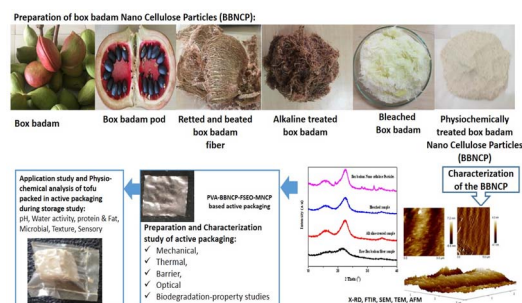 Preparation of box badam Nano Cellulose Particles (BBNCP):
Box badam
Box badam pod
Retted and beated
box badam
fiber
Alkaline treated
box badam
Bleached
Box badam
Physiochemically
treated box badam
Nano Cellulose Particles
(BBNCP)
Characterization
of the BBNCP
Application study and Physio-
chemical analysis of tofu
packed in active packaging
during storage study:
pH, Water activity, protein & Fat,
Microbial, Texture, Sensory
PVA-BBNCP-FSEO-MNCP
based active packaging
Preparation and Characterization
study of active packaging:
✓ Mechanical,
✓ Thermal,
✓ Barrier,
✓ Optical
✓ Biodegradation-property studies
X-RD, FTIR, SEM, TEM, AFM